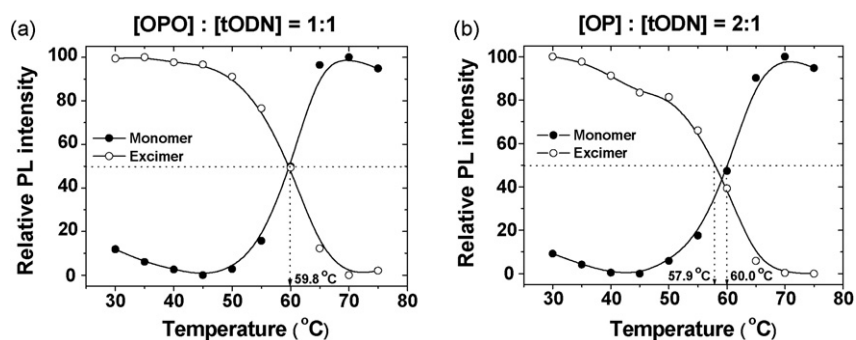 (a)
[OPO] : [tODN] = 1:1
Relative PL intensity
100
80
60
40
20
0
Monomer
Excimer
59.8 °C
30 40 50 60 70 80
Temperature (°C)
(b)
[OP] : [tODN] = 2:1
Relative PL intensity
100
80
60
40
20
0
Monomer
Excimer
57.9 °C
60.0 °C
30 40 50 60 70 80
Temperature (°C)